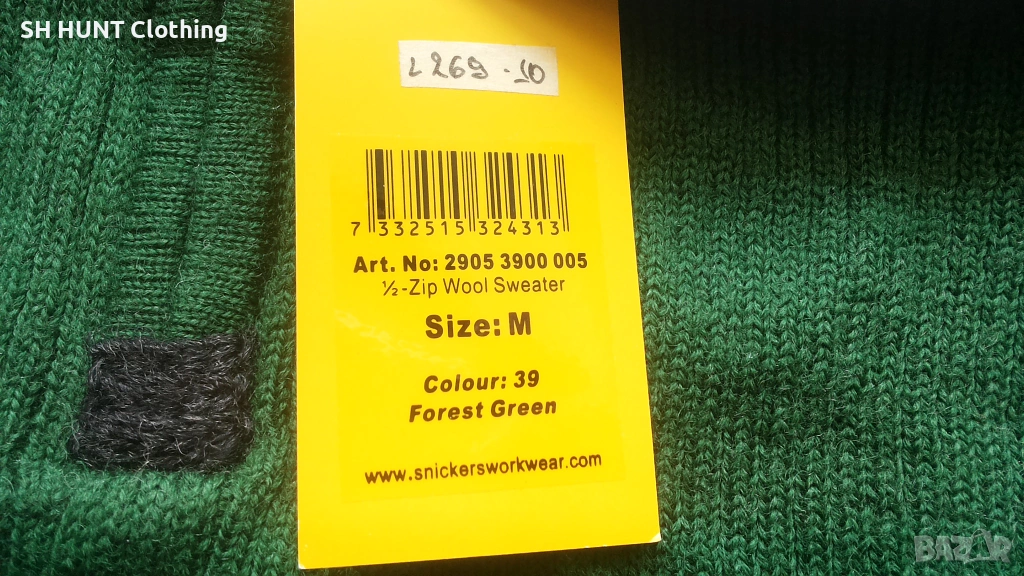 SH HUNT Clothing
L269-10
7 332515 324313
Art. No: 2905 3900 005
½-Zip Wool Sweater
Size: M
Colour: 39
Forest Green
www.snickersworkwear.com
BAZAR